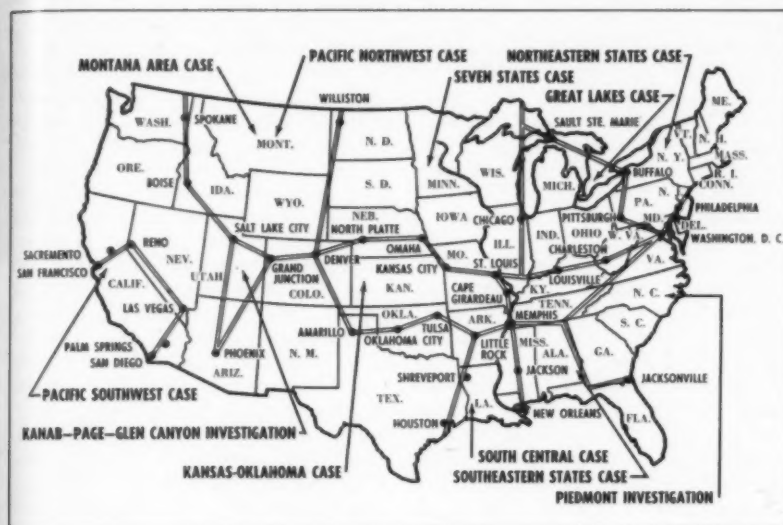 PACIFIC NORTHWEST CASE
NORTHEASTERN STATES CASE
MONTANA AREA CASE
SEVEN STATES CASE
WILLISTON
GREAT LAKES CASE
ME.
SPOKANE
WASH.
SAULT STE. MARIE
VT.
N. H.
MONT.
N. D.
WIS.
N. Y.
MASS.
ORE.
R. I.
BOISE
MINN.
MICH.
BUFFALO
CONN.
IDA.
S. D.
WYO.
PA.
N.
PHILADELPHIA
NEB.
IOWA
CHICAGO
PITTSBURGH
MD.
DEL.
SALT LAKE CITY
NORTH PLATTE
ILL.
IND.
OHIO
W. VA.
WASHINGTON, D. C.
RENO
OMAHA
MO.
CHARLESTON
SACRAMENTO
NEV.
GRAND JUNCTION
DENVER
KANSAS CITY
ST. LOUIS
VA.
SAN FRANCISCO
UTAH
LOUISVILLE
CALIF.
COLO.
KAN.
CAPE GIRARDEAU
KY.
N. C.
LAS VEGAS
TENN.
OKLA.
ARK.
MEMPHIS
AMARILLO
TULSA
S. C.
PALM SPRINGS
OKLAHOMA CITY
LITTLE ROCK
MISS.
SAN DIEGO
PHOENIX
N. M.
ALA.
GA.
ARIZ.
SHREVEPORT
JACKSON
JACKSONVILLE
PACIFIC SOUTHWEST CASE
TEX.
LA.
NEW ORLEANS
FLA.
HOUSTON
KANAB–PAGE–GLEN CANYON INVESTIGATION
SOUTH CENTRAL CASE
KANSAS-OKLAHOMA CASE
SOUTHEASTERN STATES CASE
PIEDMONT INVESTIGATION